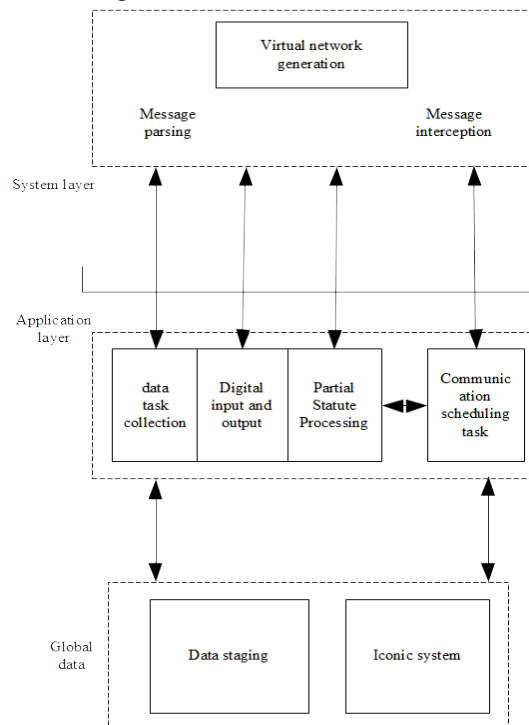 Virtual network
generation
Message
parsing
Message
interception
System layer
Application
layer
data
task
collection
Digital
input and
output
Partial
Statute
Processing
Communic
ation
scheduling
task
Global
data
Data staging
Iconic system